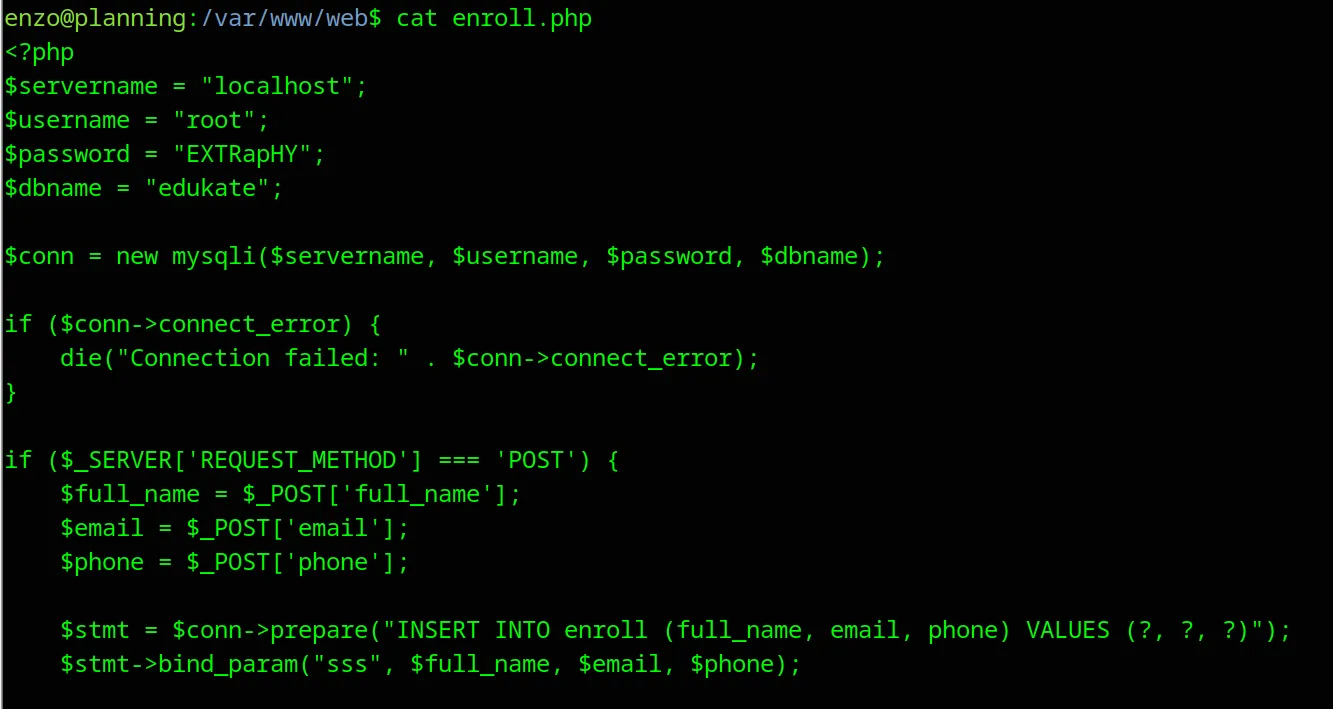 enzo@planning:/var/www/web$ cat enroll.php
<?php
$servername = "localhost";
$username = "root";
$password = "EXTRapHY";
$dbname = "edukate";
$conn = new mysqli($servername, $username, $password, $dbname);
if ($conn->connect_error) {
    die("Connection failed: " . $conn->connect_error);
}
if ($_SERVER['REQUEST_METHOD'] === 'POST') {
    $full_name = $_POST['full_name'];
    $email = $_POST['email'];
    $phone = $_POST['phone'];
    $stmt = $conn->prepare("INSERT INTO enroll (full_name, email, phone) VALUES (?, ?, ?)");
    $stmt->bind_param("sss", $full_name, $email, $phone);